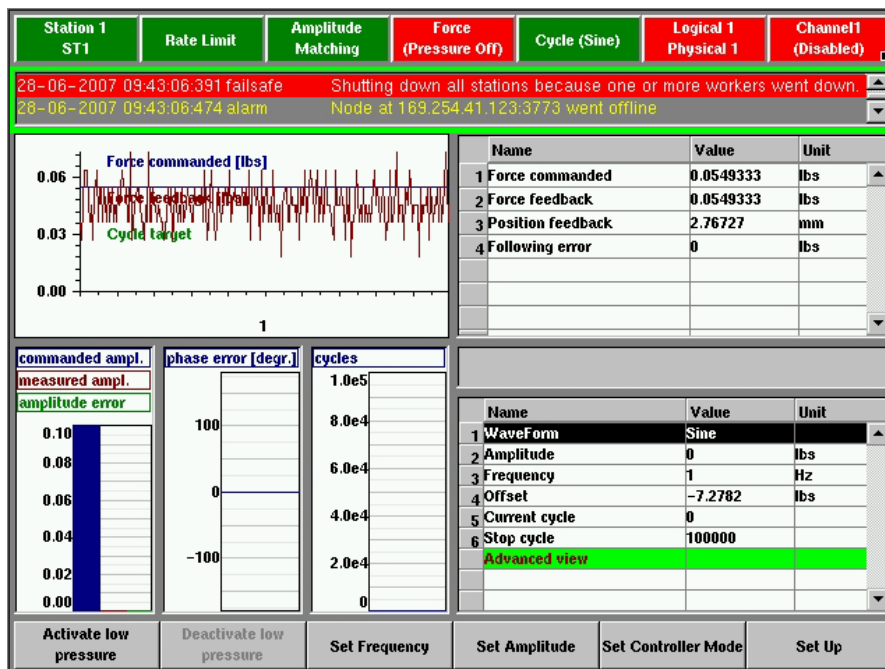 Station 1
ST1
Rate Limit
Amplitude
Matching
Force
(Pressure Off)
Cycle (Sine)
Logical 1
Physical 1
Channel1
(Disabled)
28-06-2007 09:43:06:391 failsafe Shutting down all stations because one or more workers went down.
28-06-2007 09:43:06:474 alarm Node at 169.254.41.123:3773 went offline
Force commanded [lbs]
0.06
Force feedback [lbs]
Cycle target
0.03
0.00
1
Name Value Unit
1 Force commanded 0.0549333 lbs
2 Force feedback 0.0549333 lbs
3 Position feedback 2.76727 mm
4 Following error 0 lbs
commanded ampl.
measured ampl.
amplitude error
0.10
0.08
0.06
0.04
0.02
0.00
phase error [degr.]
100
0
-100
cycles
1.0e5
8.0e4
6.0e4
4.0e4
2.0e4
0
Name Value Unit
1 WaveForm Sine
2 Amplitude 0 lbs
3 Frequency 1 Hz
4 Offset -7.2782 lbs
5 Current cycle 0
6 Stop cycle 100000
Advanced view
Activate low
pressure
Deactivate low
pressure
Set Frequency
Set Amplitude
Set Controller Mode
Set Up